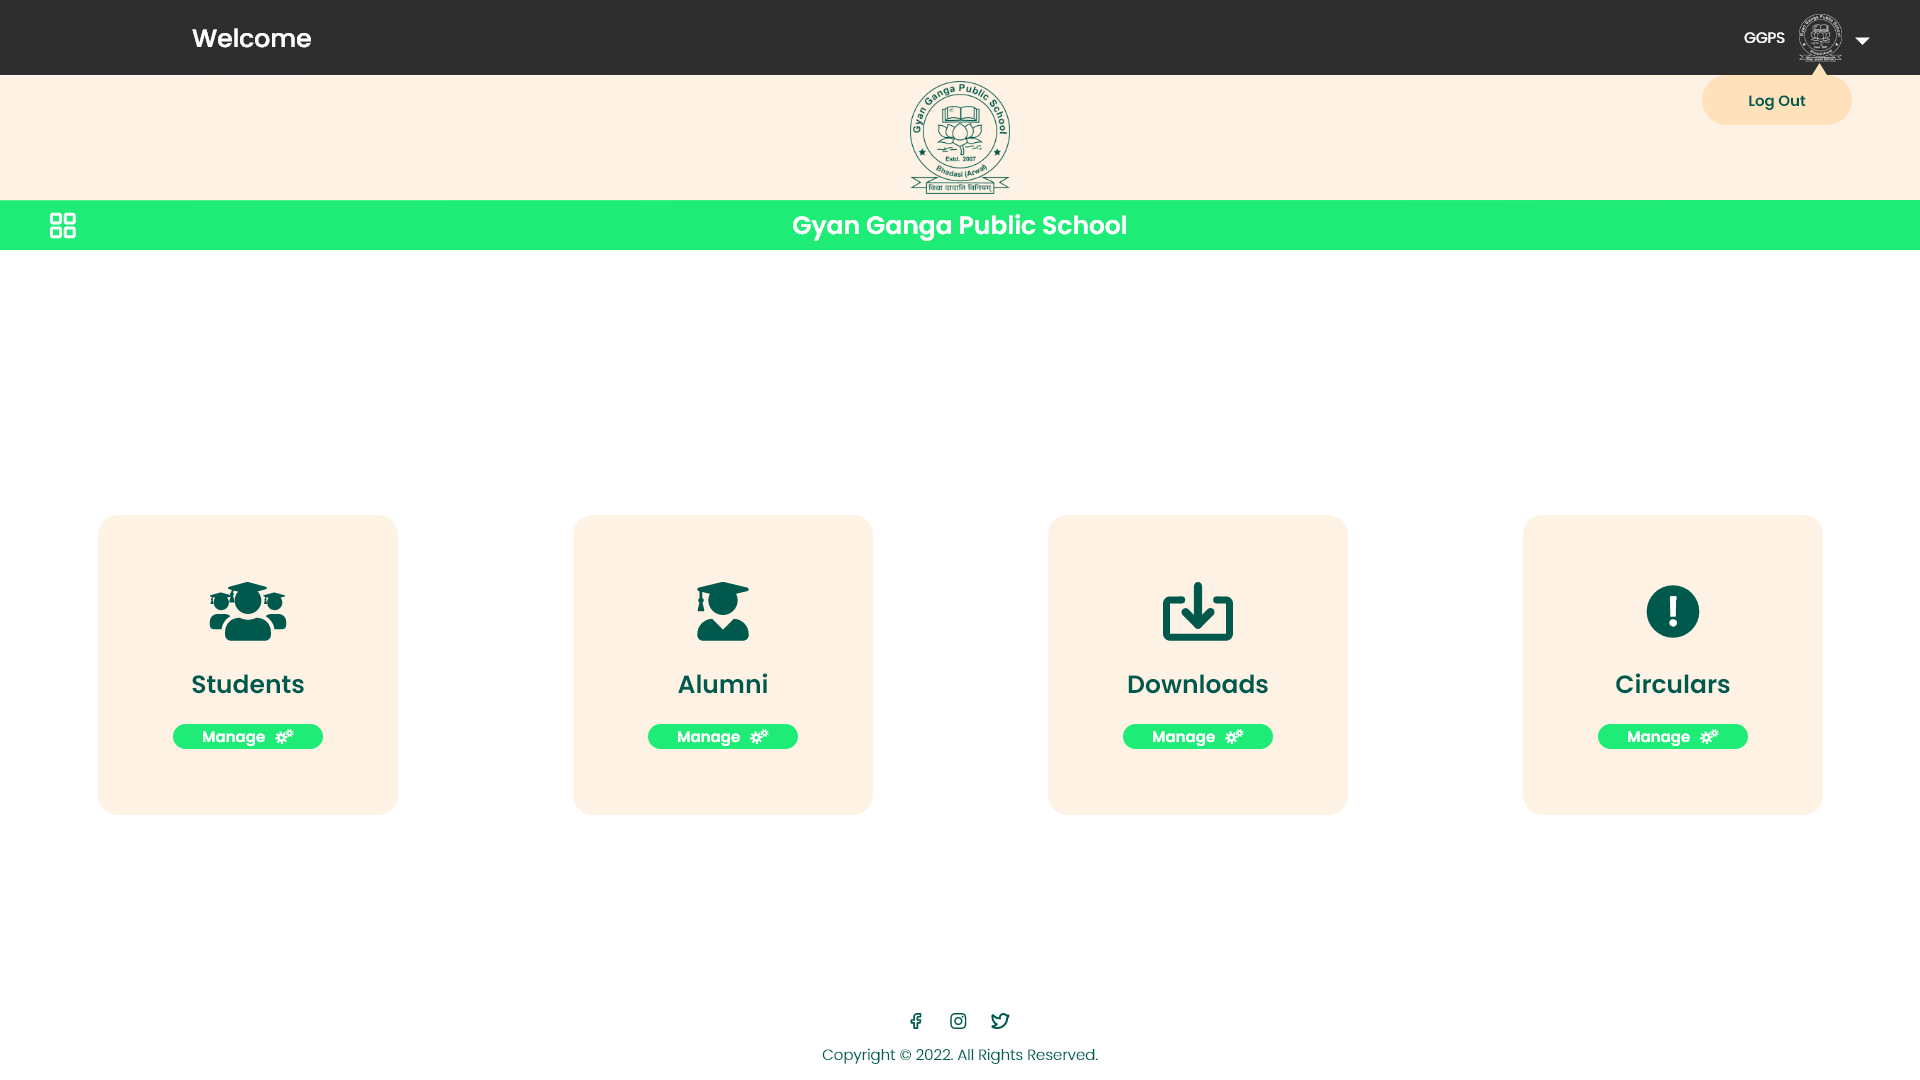 Welcome
GGPS
Log Out
Gyan Ganga Public School
Estd. 2007
Bhadasi (Arwal)
विद्या दादाति विनियम्
Gyan Ganga Public School
Students
Alumni
Downloads
Circulars
Manage
Manage
Manage
Manage
Copyright © 2022. All Rights Reserved.